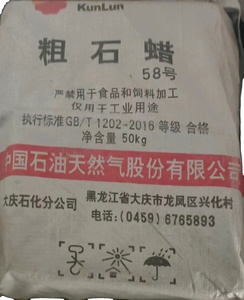 KunLun
粗石蜡
58号
严禁用于食品和饲料加工
仅用于工业用途
执行标准GB/T 1202-2016 等级 合格
净含量50kg
中国石油天然气股份有限公司
大庆石化分公司 黑龙江省大庆市龙凤区兴化村
电话:(0459) 6765893